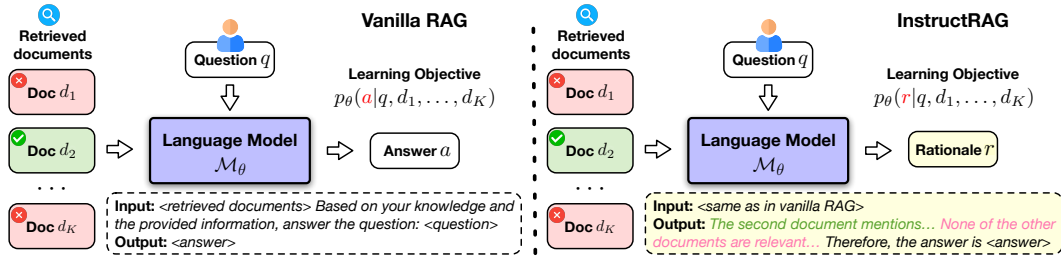 Vanilla RAG
Retrieved
documents
Question q
Doc d_1
Learning Objective
p_θ(a|q, d_1, . . . , d_K)
Doc d_2
Language Model
M_θ
Answer a
. . .
Doc d_K
Input: <retrieved documents> Based on your knowledge and
the provided information, answer the question: <question>
Output: <answer>
InstructRAG
Retrieved
documents
Question q
Doc d_1
Learning Objective
p_θ(r|q, d_1, . . . , d_K)
Doc d_2
Language Model
M_θ
Rationale r
. . .
Doc d_K
Input: <same as in vanilla RAG>
Output: The second document mentions… None of the other
documents are relevant… Therefore, the answer is <answer>